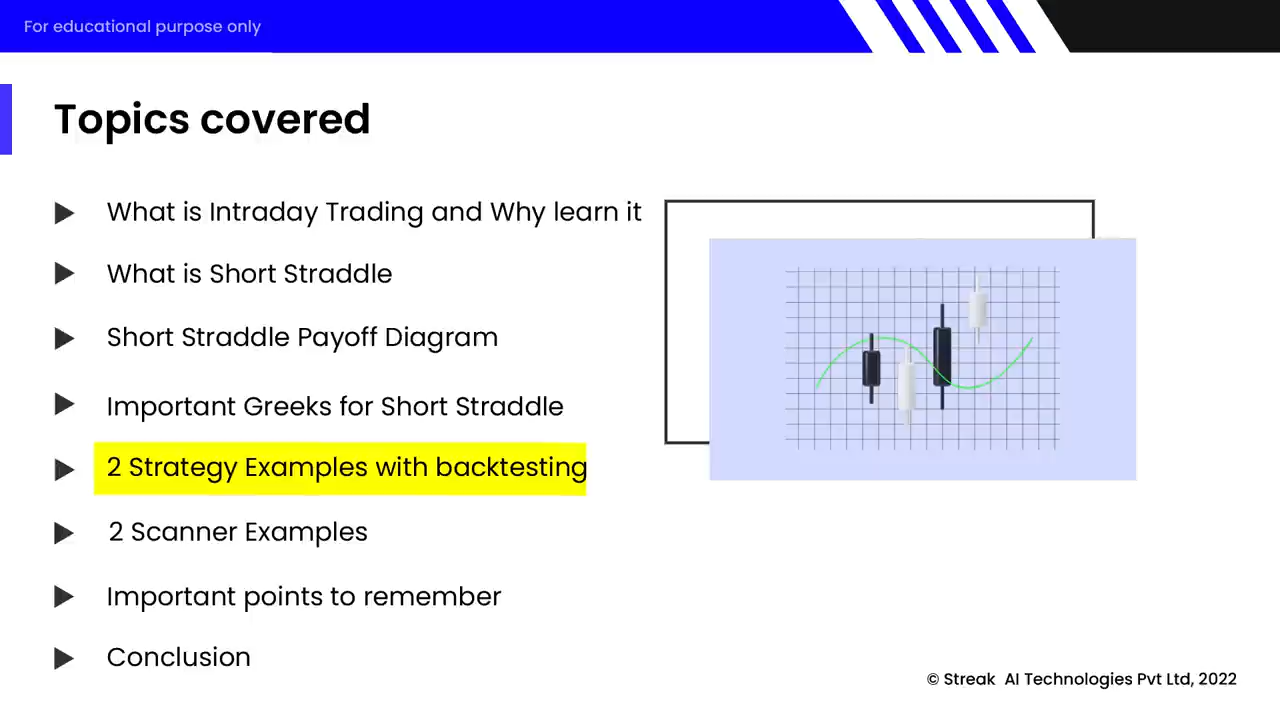 For educational purpose only
Topics covered
What is Intraday Trading and Why learn it
What is Short Straddle
Short Straddle Payoff Diagram
Important Greeks for Short Straddle
2 Strategy Examples with backtesting
2 Scanner Examples
Important points to remember
Conclusion
© Streak AI Technologies Pvt Ltd, 2022